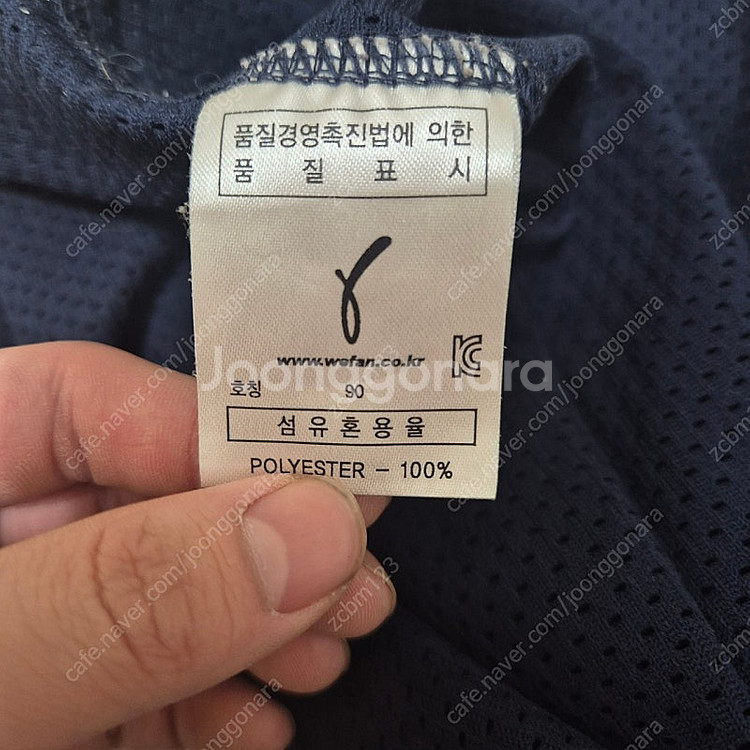 품질경영촉진법에 의한
품 질 표 시
www.wefan.co.kr
호칭 90
섬유혼용율
POLYESTER - 100%
Joonggonara
cafe.naver.com/joonggonara
zcbm123